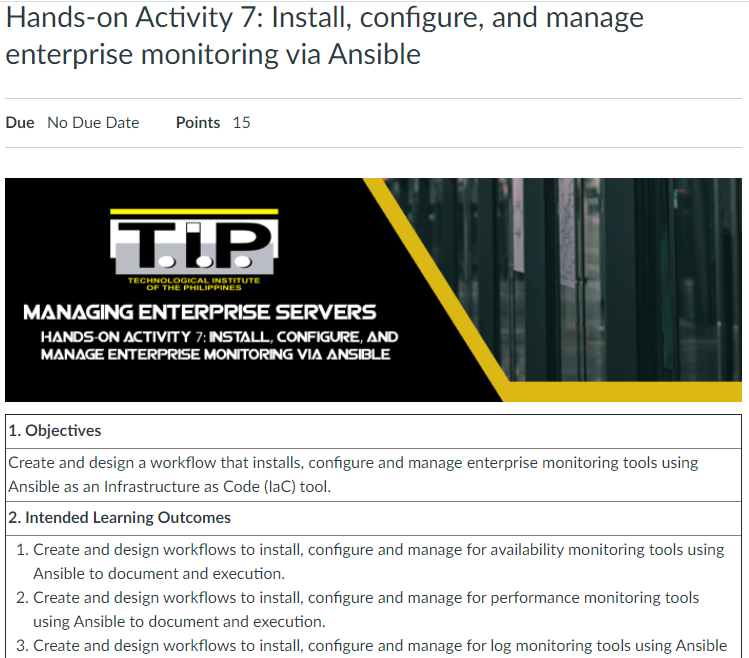 Hands-on Activity 7: Install, configure, and manage
enterprise monitoring via Ansible
Due No Due Date Points 15
T.I.P.
TECHNOLOGICAL INSTITUTE
OF THE PHILIPPINES
MANAGING ENTERPRISE SERVERS
HANDS-ON ACTIVITY 7: INSTALL, CONFIGURE, AND
MANAGE ENTERPRISE MONITORING VIA ANSIBLE
1. Objectives
Create and design a workflow that installs, configure and manage enterprise monitoring tools using
Ansible as an Infrastructure as Code (IaC) tool.
2. Intended Learning Outcomes
1. Create and design workflows to install, configure and manage for availability monitoring tools using
Ansible to document and execution.
2. Create and design workflows to install, configure and manage for performance monitoring tools
using Ansible to document and execution.
3. Create and design workflows to install, configure and manage for log monitoring tools using Ansible